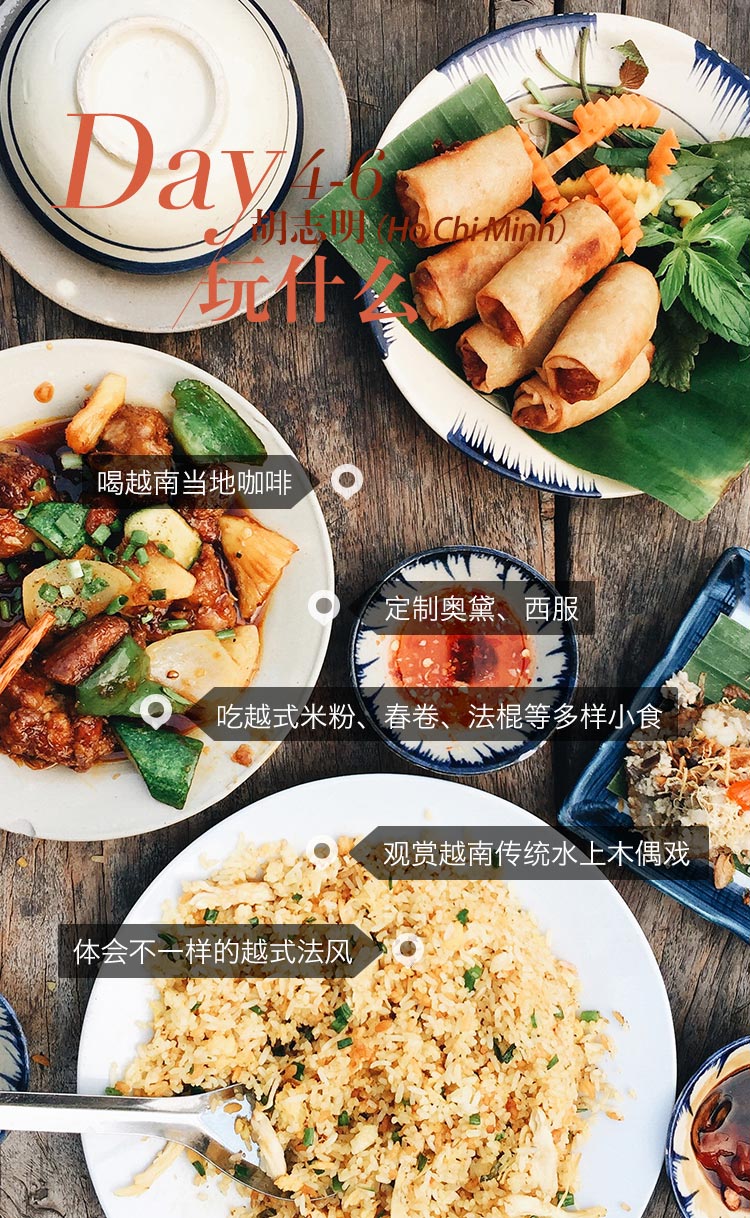 Day 4-6
胡志明（Ho Chi Minh）
玩什么
喝越南当地咖啡
定制奥黛、西服
吃越式米粉、春卷、法棍等多样小食
观赏越南传统水上木偶戏
体会不一样的越式法风